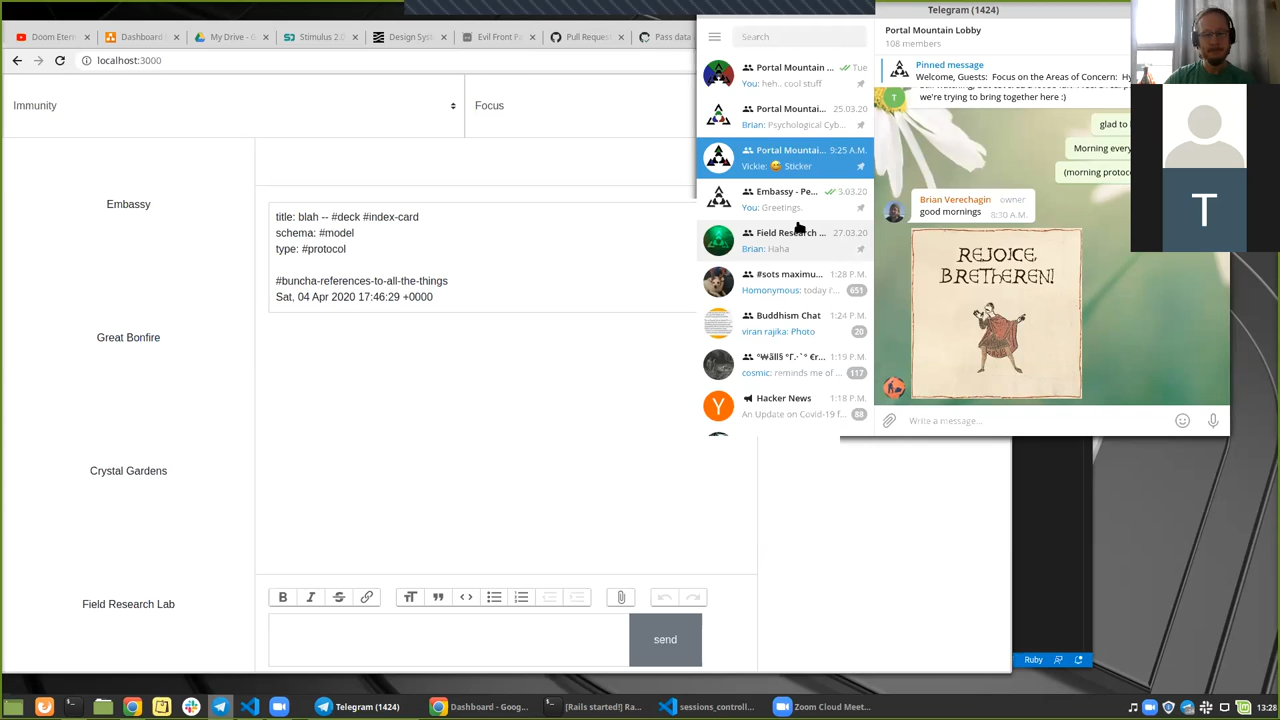 Telegram (1424)
Doom Eter
Dashboard
My Drive - G
Stimulus 2.0
Design Sys
Evil Front Pa
Pull Reques
Pass data
localhost:3000
Immunity
Focus
Embassy
Great Bonfire
Crystal Gardens
Field Research Lab
title: blah -- #deck #index-card
schema: #model
type: #protocol
#buncha-references-to-all-the-things
Sat, 04 Apr 2020 17:46:29 +0000
B
I
S
send
Search
Portal Mountain ... Tue
You: heh.. cool stuff
Portal Mountai... 25.03.20
Brian: Psychological Cyb...
Portal Mountai... 9:25 A.M.
Vickie: 😅 Sticker
Embassy - Pe... 3.03.20
You: Greetings.
Field Research ... 27.03.20
Brian: Haha
#sots maximu... 1:28 P.M.
Homonymous: today i'... 651
Buddhism Chat 1:24 P.M.
viran rajika: Photo 20
1:19 P.M.
cosmic: reminds me of ... 117
Y
Hacker News 1:18 P.M.
An Update on Covid-19 f... 88
Portal Mountain Lobby
108 members
Pinned message
Welcome, Guests: Focus on the Areas of Concern: Hy
T
we're trying to bring together here :)
glad to
Morning every
(morning protoc
Brian Verechagin owner
good mornings 8:30 A.M.
REJOICE,
BRETHEREN!
Write a message...
T
Ruby
Telegram (1424)
Dashboard - Goog...
[Rails started!] Ra...
sessions_controll...
Zoom Cloud Meet...
13:28